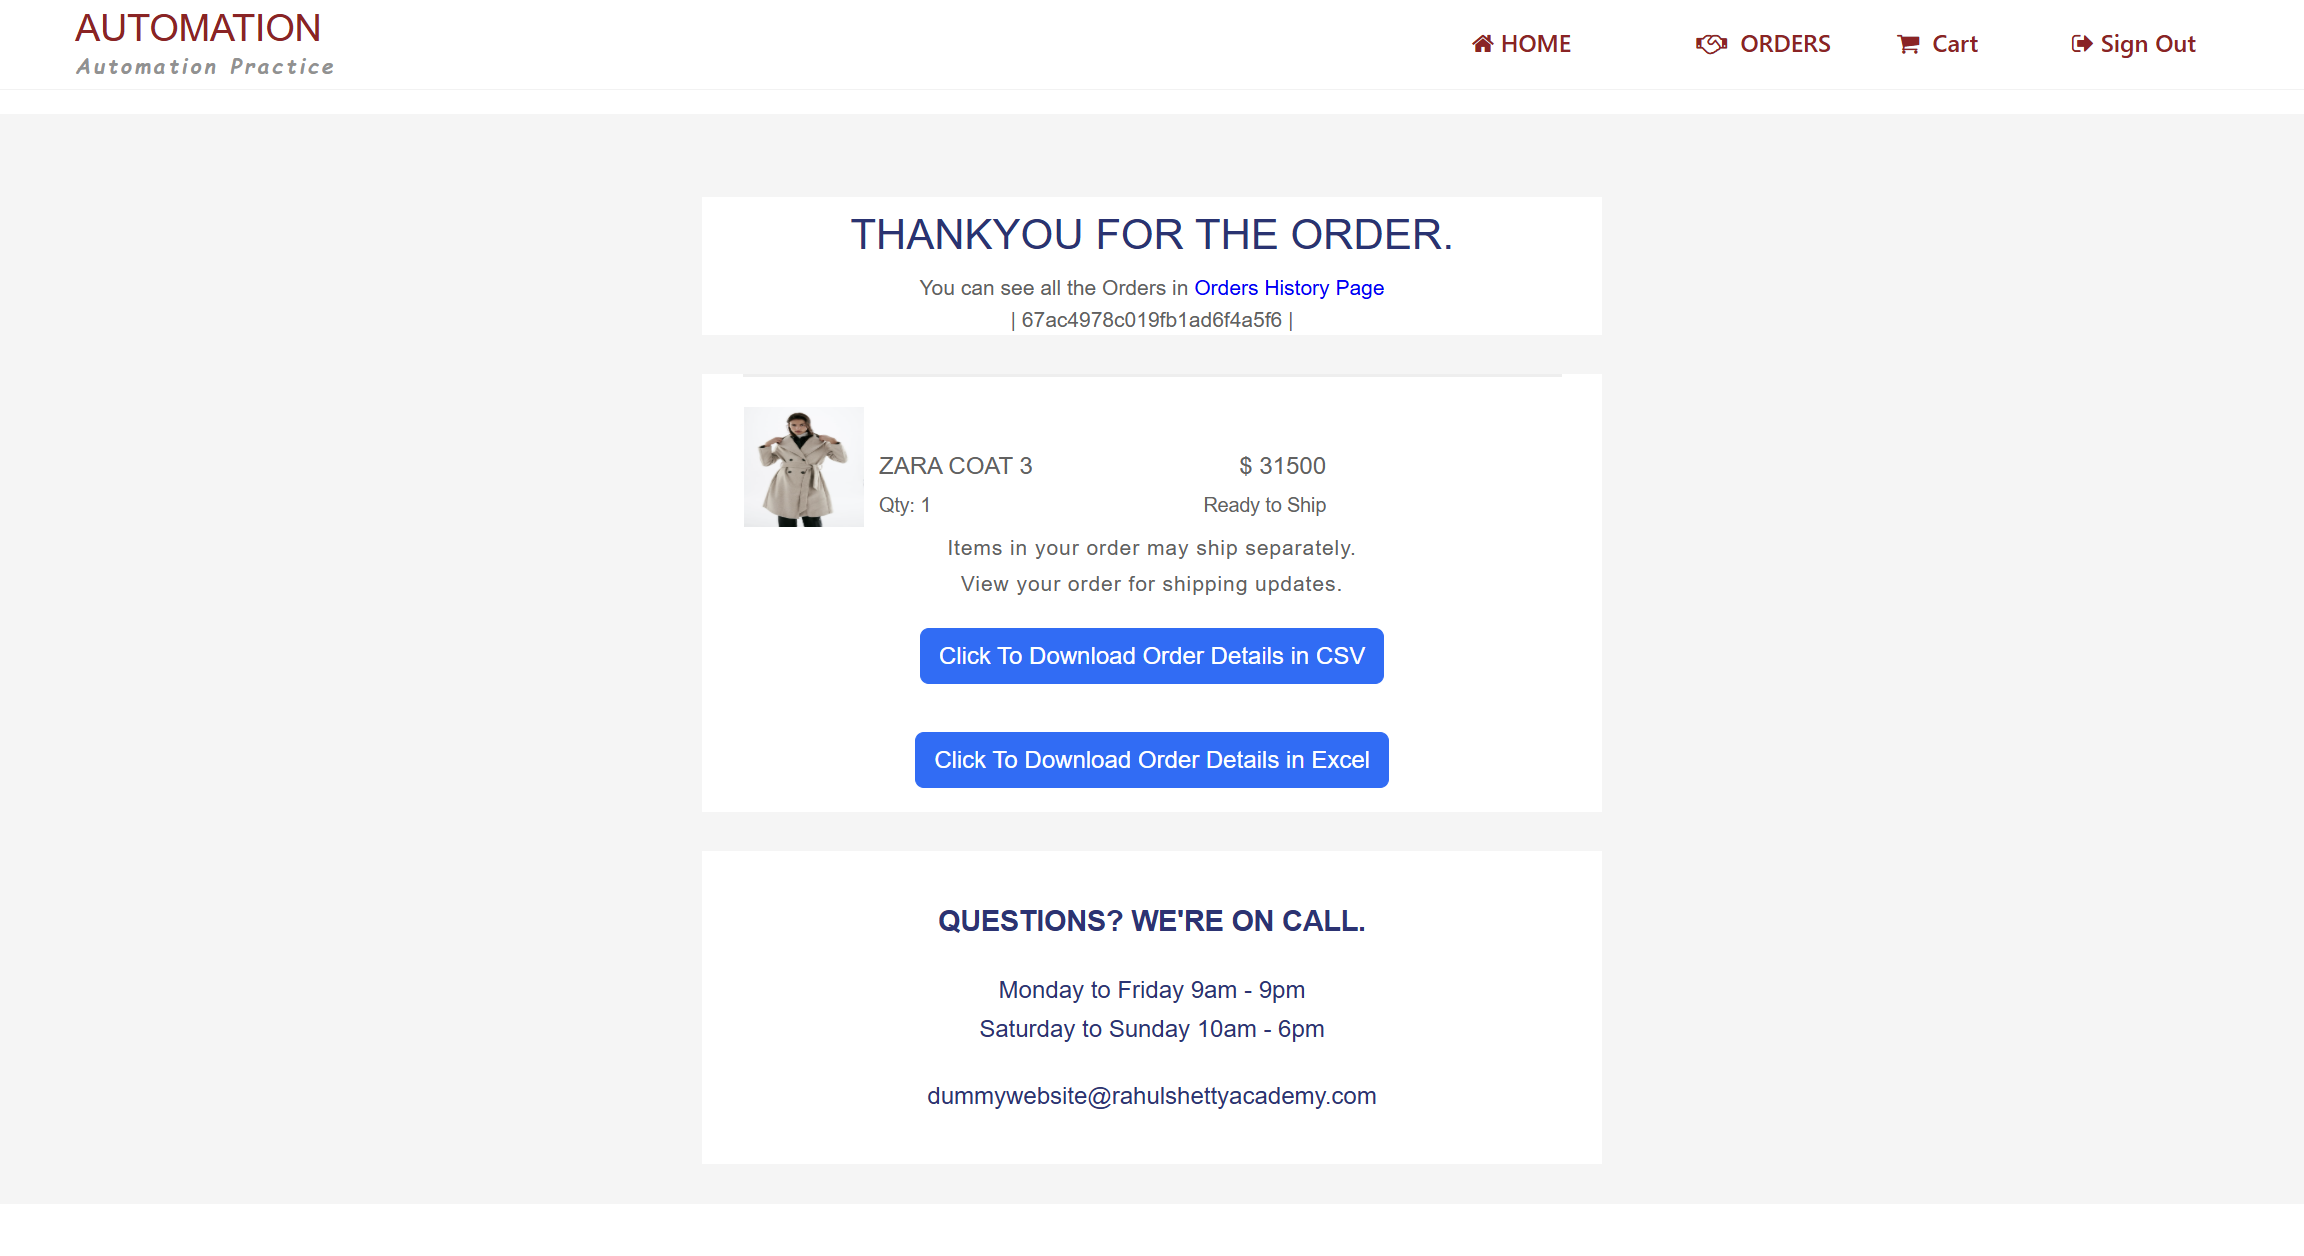 AUTOMATION
Automation Practice
HOME
ORDERS
Cart
Sign Out
THANKYOU FOR THE ORDER.
You can see all the Orders in Orders History Page
| 67ac4978c019fb1ad6f4a5f6 |
ZARA COAT 3
$ 31500
Qty: 1
Ready to Ship
Items in your order may ship separately.
View your order for shipping updates.
Click To Download Order Details in CSV
Click To Download Order Details in Excel
QUESTIONS? WE'RE ON CALL.
Monday to Friday 9am - 9pm
Saturday to Sunday 10am - 6pm
dummywebsite@rahulshettyacademy.com